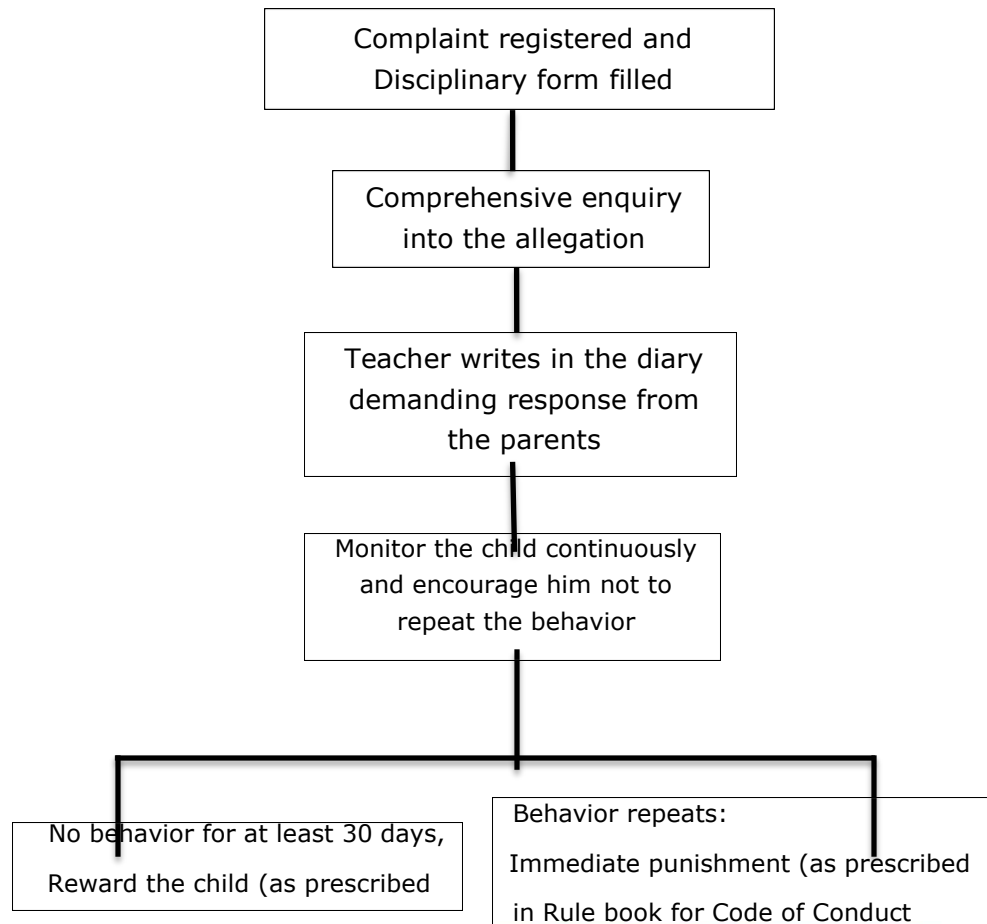 Complaint registered and
Disciplinary form filled
Comprehensive enquiry
into the allegation
Teacher writes in the diary
demanding response from
the parents
Monitor the child continuously
and encourage him not to
repeat the behavior
No behavior for at least 30 days,
Reward the child (as prescribed
Behavior repeats:
Immediate punishment (as prescribed
in Rule book for Code of Conduct